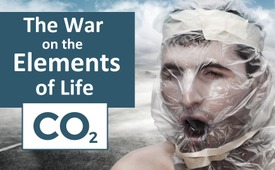 The War
on the
Elements
of Life
CO2